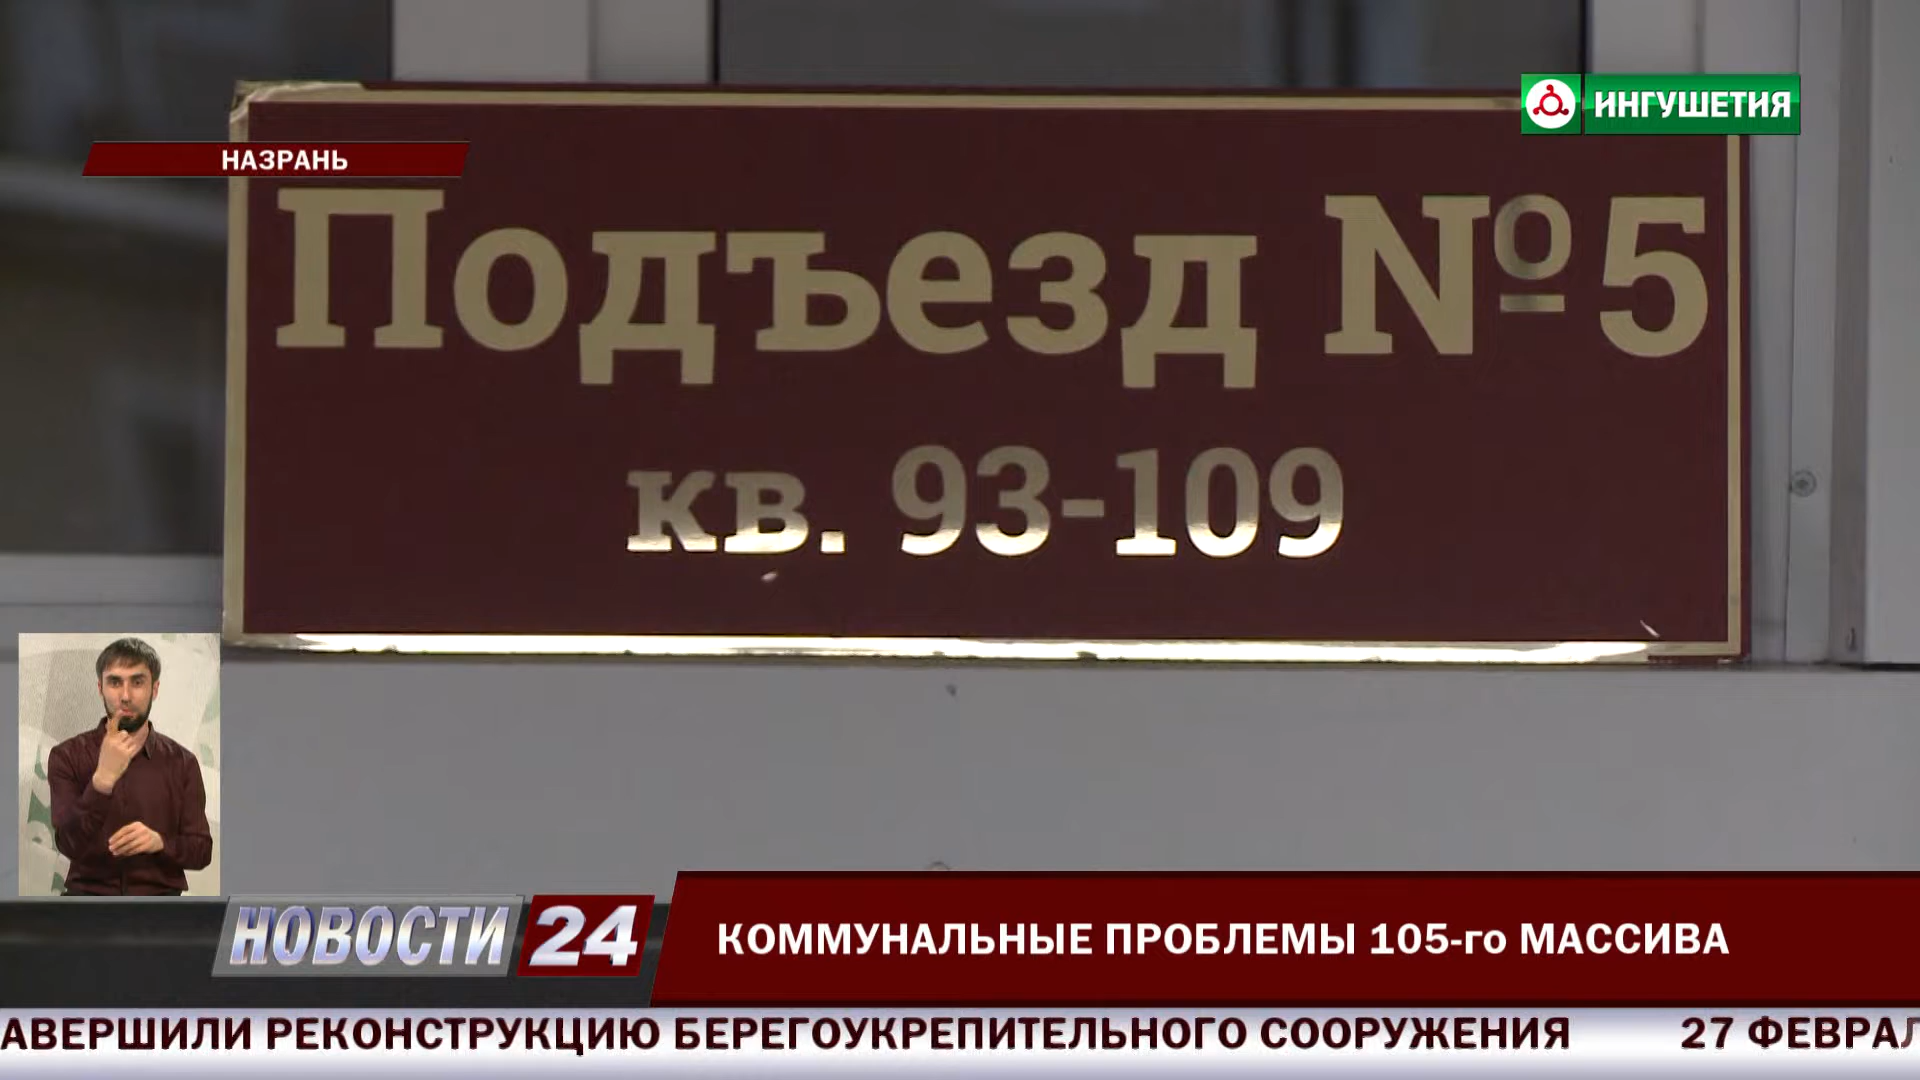 ИНГУШЕТИЯ
НАЗРАНЬ
Подъезд №5
кв. 93-109
НОВОСТИ 24
КОММУНАЛЬНЫЕ ПРОБЛЕМЫ 105-го МАССИВА
АВЕРШИЛИ РЕКОНСТРУКЦИЮ БЕРЕГОУКРЕПИТЕЛЬНОГО СООРУЖЕНИЯ 27 ФЕВРАЛ